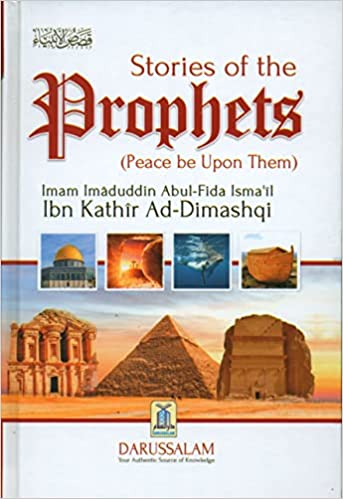 قصص الأنبياء
Stories of the
Prophets
(Peace be Upon Them)
Imam Imâduddin Abul-Fida Isma'il
Ibn Kathîr Ad-Dimashqi
DARUSSALAM
DARUSSALAM
Your Authentic Source of Knowledge